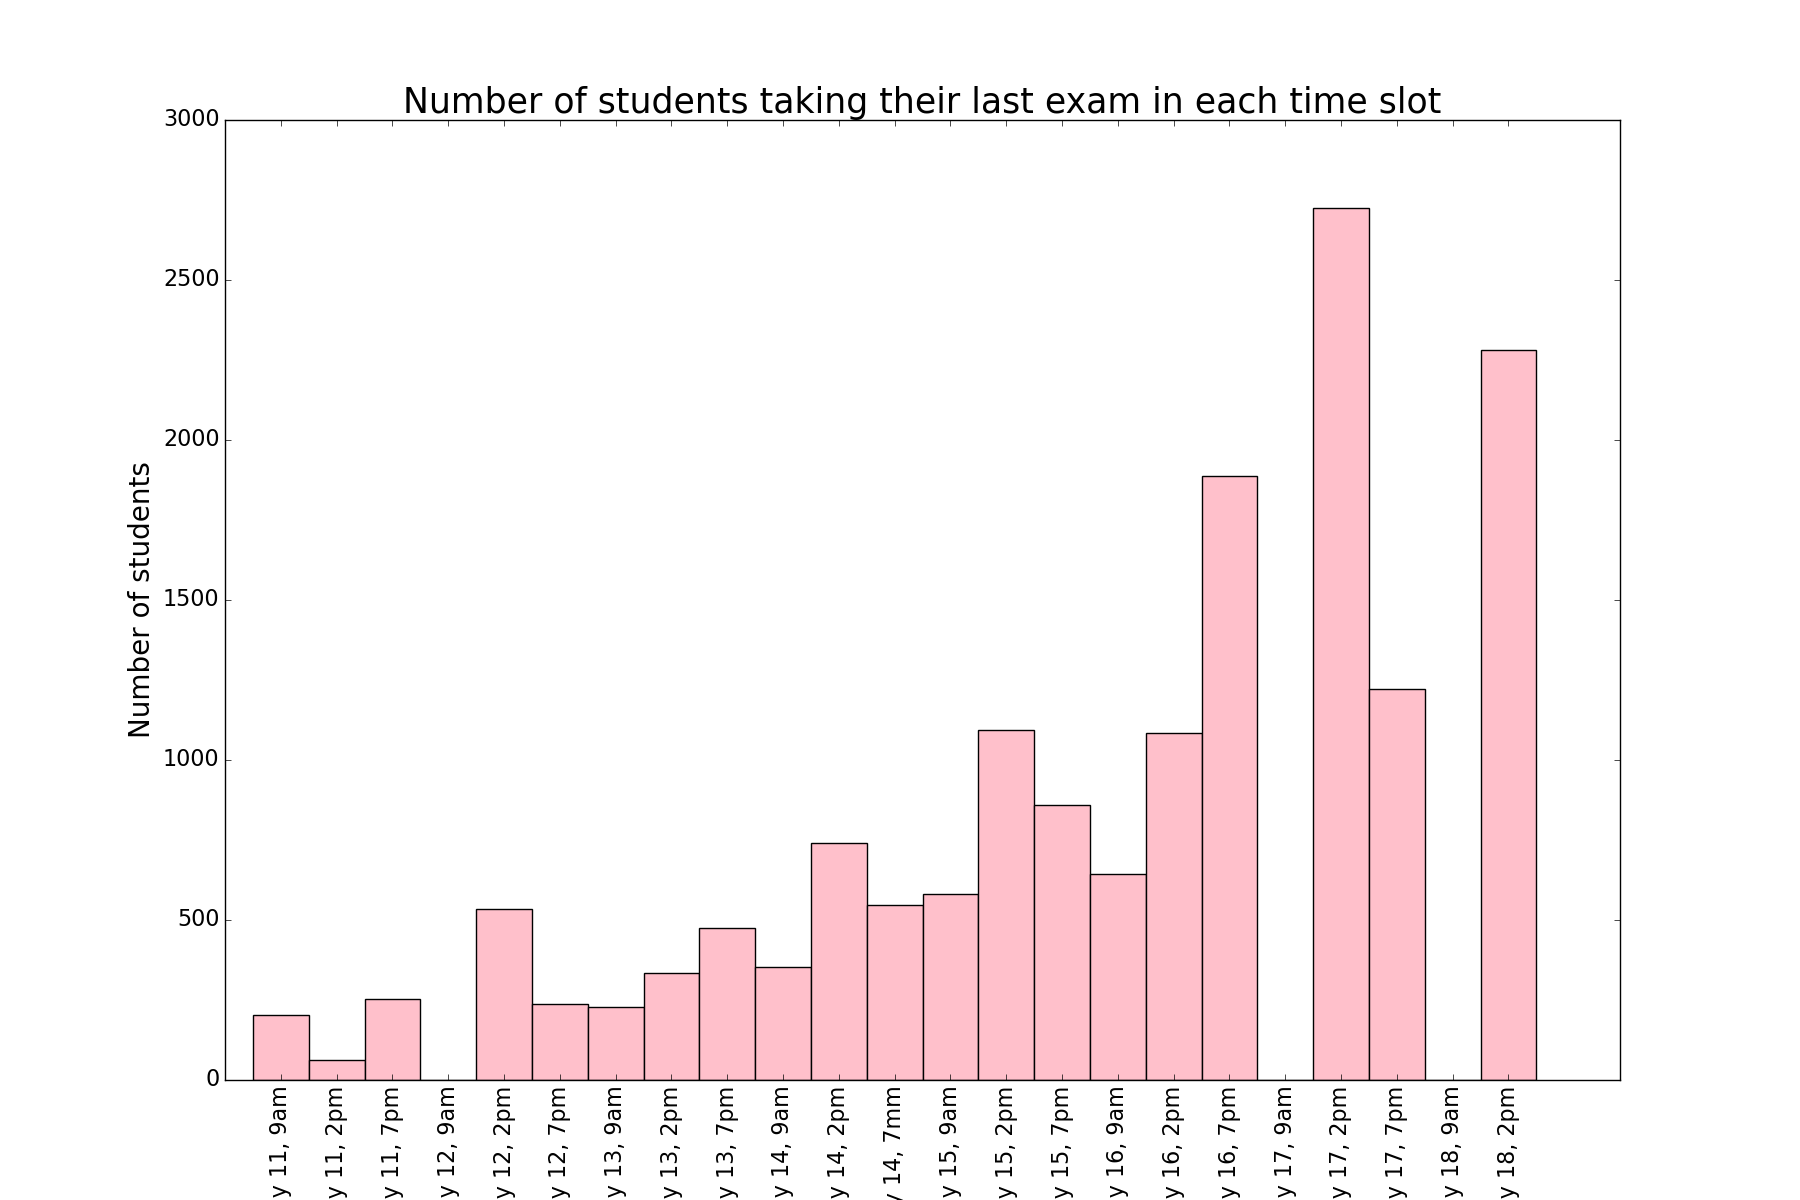 Number of students taking their last exam in each time slot
3000
2500
2000
1500
1000
500
0
Number of students
y 11, 9am
y 11, 2pm
y 11, 7pm
y 12, 9am
y 12, 2pm
y 12, 7pm
y 13, 9am
y 13, 2pm
y 13, 7pm
y 14, 9am
y 14, 2pm
y 14, 7mm
y 15, 9am
y 15, 2pm
y 15, 7pm
y 16, 9am
y 16, 2pm
y 16, 7pm
y 17, 9am
y 17, 2pm
y 17, 7pm
y 18, 9am
y 18, 2pm